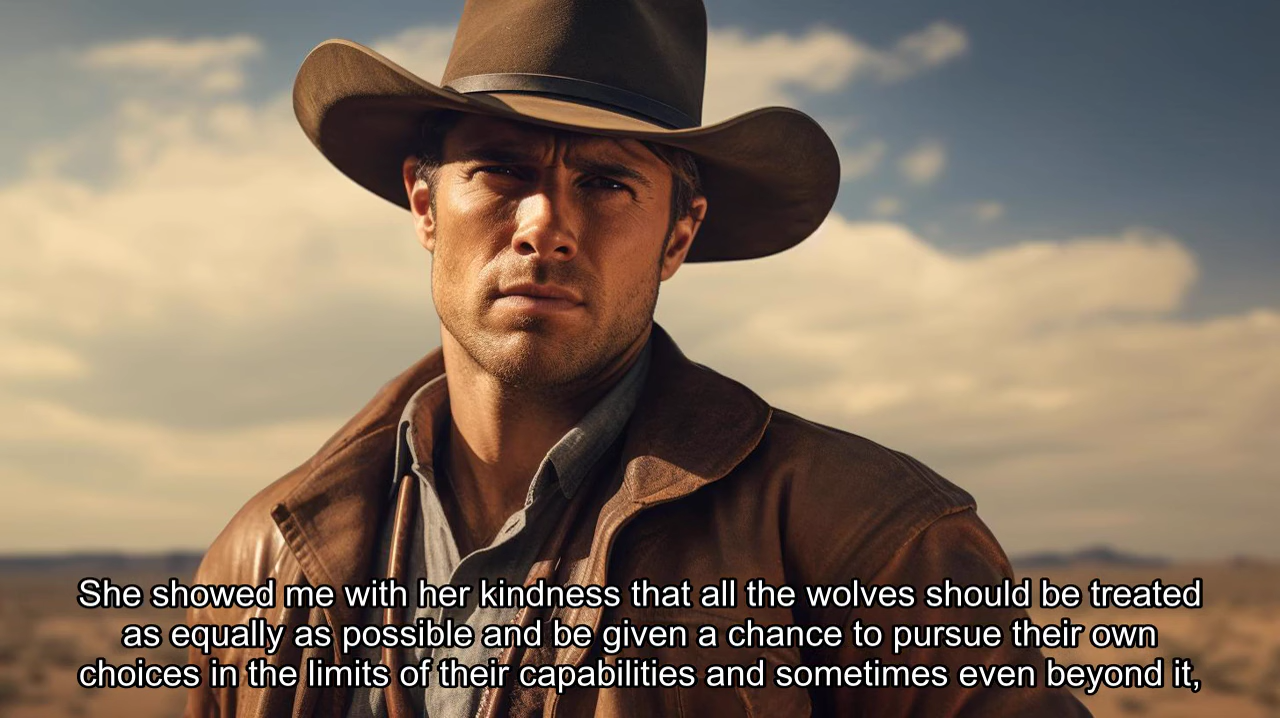 She showed me with her kindness that all the wolves should be treated
as equally as possible and be given a chance to pursue their own
choices in the limits of their capabilities and sometimes even beyond it,